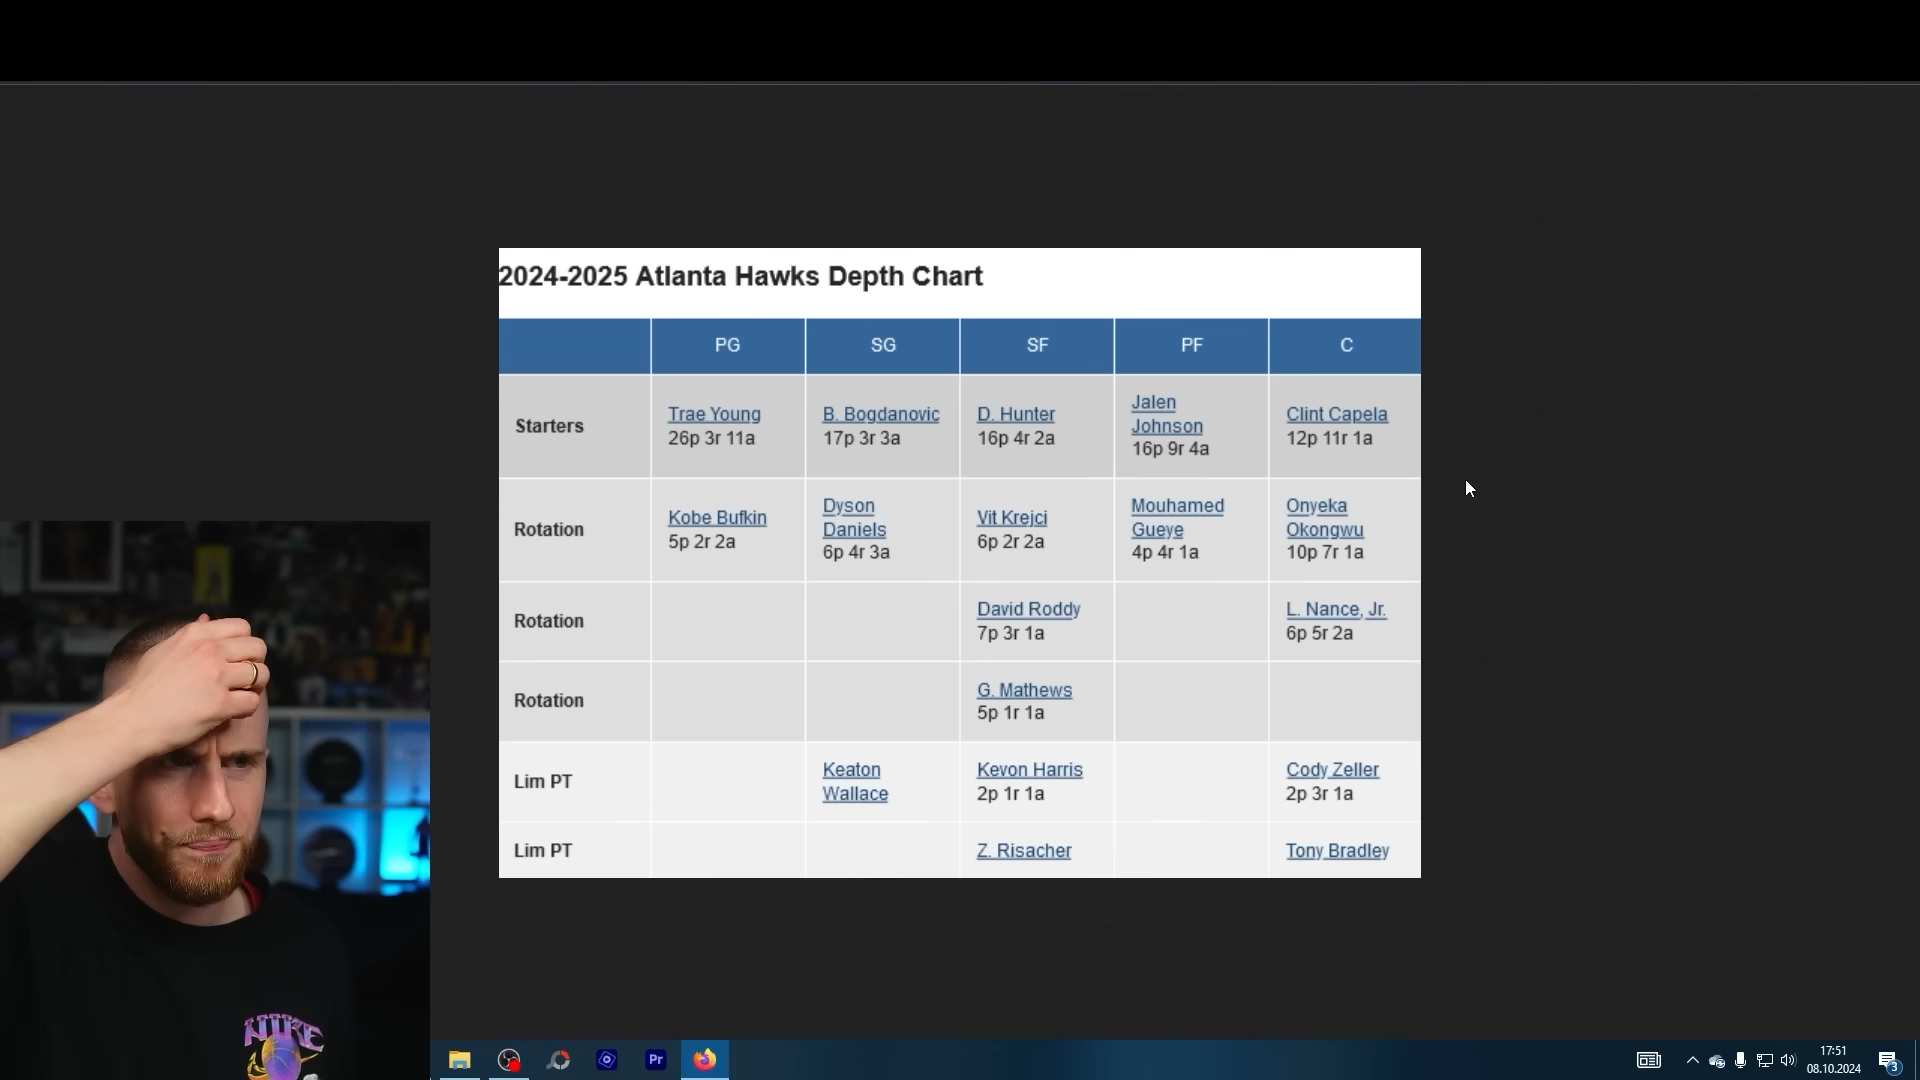 2024-2025 Atlanta Hawks Depth Chart
PG SG SF PF C
Starters
Trae Young
26p 3r 11a
B. Bogdanovic
17p 3r 3a
D. Hunter
16p 4r 2a
Jalen
Johnson
16p 9r 4a
Clint Capela
12p 11r 1a
Rotation
Kobe Bufkin
5p 2r 2a
Dyson
Daniels
6p 4r 3a
Vit Krejci
6p 2r 2a
Mouhamed
Gueye
4p 4r 1a
Onyeka
Okongwu
10p 7r 1a
Rotation
David Roddy
7p 3r 1a
L. Nance, Jr.
6p 5r 2a
Rotation
G. Mathews
5p 1r 1a
Lim PT
Keaton
Wallace
Kevon Harris
2p 1r 1a
Cody Zeller
2p 3r 1a
Lim PT
Z. Risacher
Tony Bradley
NIKE
Pr
17:51
08.10.2024
3